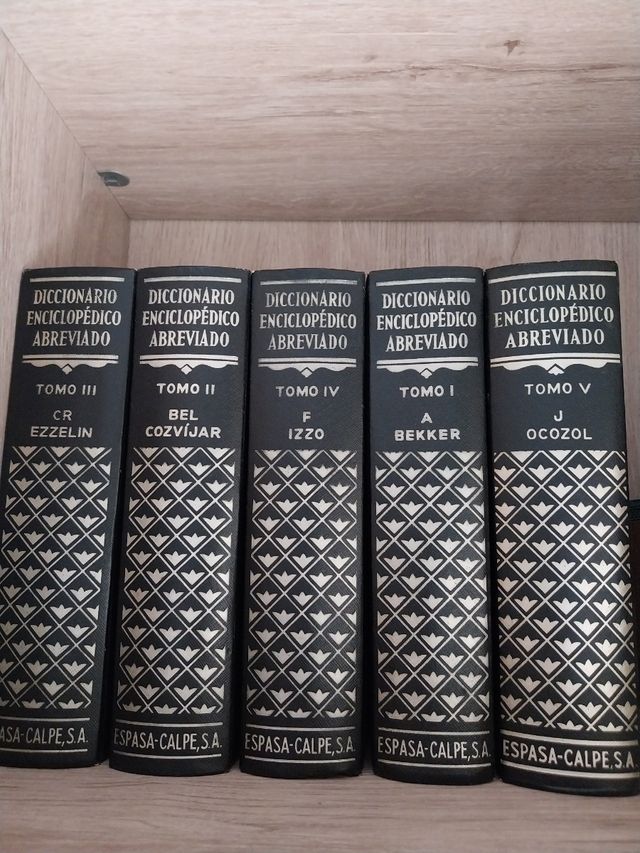 DICCIONARIO
ENCICLOPÉDICO
ABREVIADO
TOMO III
CR
EZZELIN
ESPASA-CALPE, S.A.
DICCIONARIO
ENCICLOPÉDICO
ABREVIADO
TOMO II
BEL
COZVÍJAR
ESPASA-CALPE, S.A.
DICCIONARIO
ENCICLOPÉDICO
ABREVIADO
TOMO IV
F
IZZO
ESPASA-CALPE, S.A.
DICCIONARIO
ENCICLOPÉDICO
ABREVIADO
TOMO I
A
BEKKER
ESPASA-CALPE, S.A.
DICCIONARIO
ENCICLOPÉDICO
ABREVIADO
TOMO V
J
OCOZOL
ESPASA-CALPE, S.A.